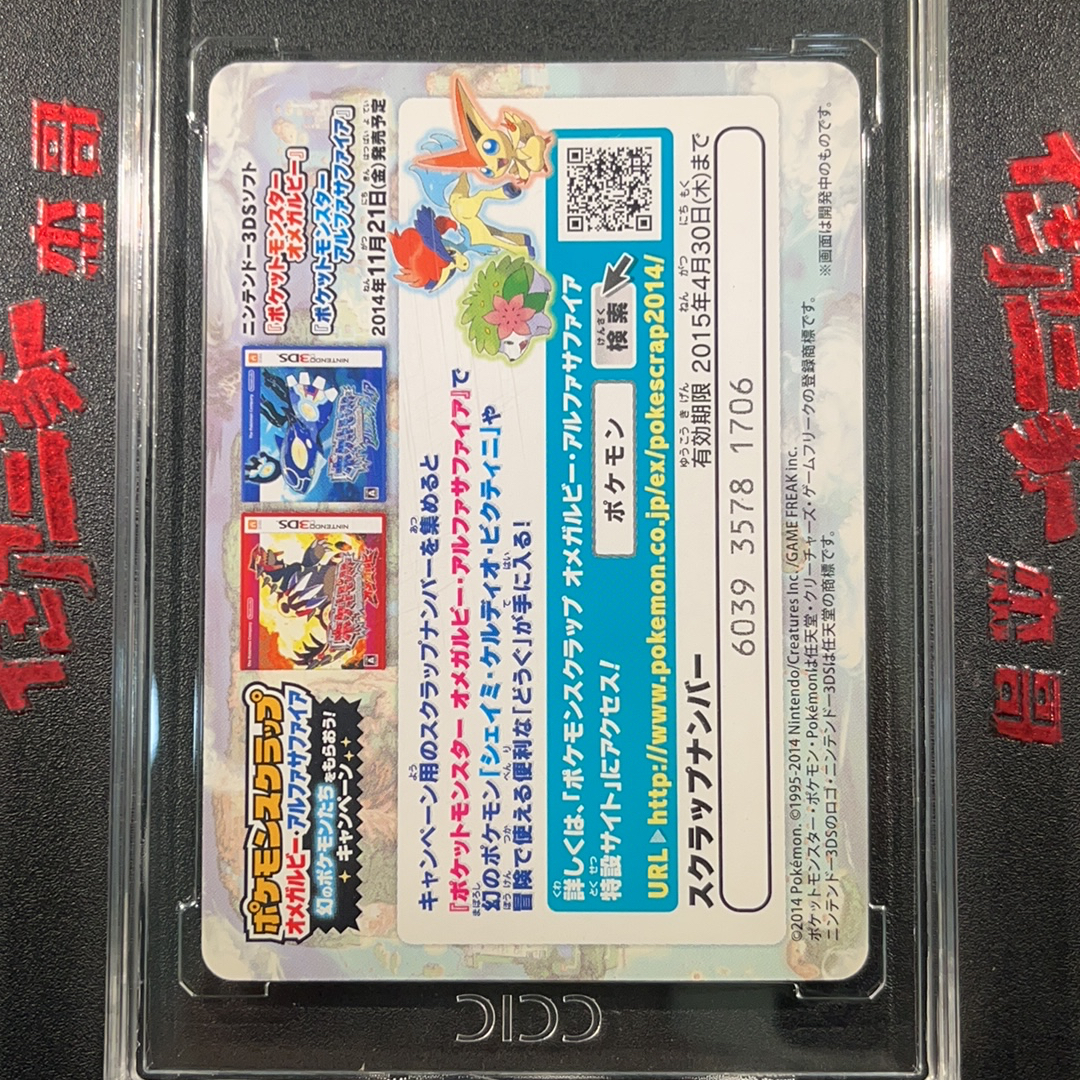 ポケモンスクラップ
オメガルビー・アルファサファイア
幻のポケモンたちをもらおう!
キャンペーン
NINTENDO3DS
NINTENDO3DS
ニンテンドー3DSソフト
『ポケットモンスター
オメガルビー』
『ポケットモンスター
アルファサファイア』
2014年11月21日(金)発売予定
キャンペーン用のスクラップナンバーを集めると
『ポケットモンスター オメガルビー・アルファサファイア』で
幻のポケモン「シェイミ・ケルディオ・ビクティニ」や
冒険で使える便利な「どうぐ」が手に入る!
詳しくは、「ポケモンスクラップ オメガルビー・アルファサファイア
特設サイト」にアクセス!
ポケモン 検索
URL▶http://www.pokemon.co.jp/ex/pokescrap2014/
スクラップナンバー 有効期限 2015年4月30日(木)まで
6039 3578 1706
※画面は開発中のものです。
©2014 Pokémon. ©1995-2014 Nintendo/Creatures Inc./GAME FREAK inc.
ポケットモンスター・ポケモン・Pokémonは任天堂・クリーチャーズ・ゲームフリークの登録商標です。
ニンテンドー3DSのロゴ・ニンテンドー3DSは任天堂の商標です。
CCIC